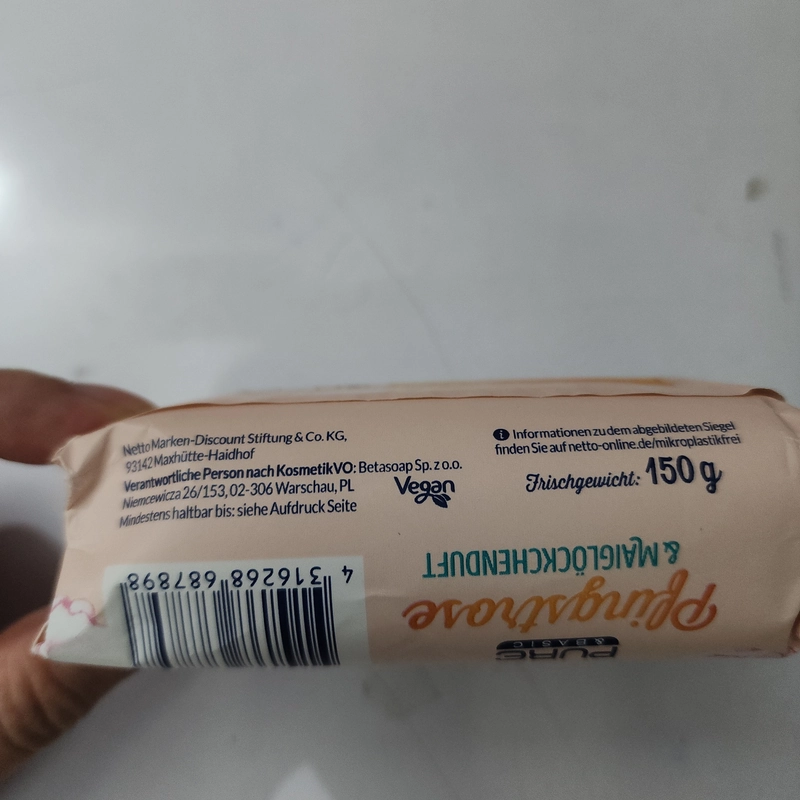 Netto Marken-Discount Stiftung & Co. KG,
93142 Maxhütte-Haidhof
Verantwortliche Person nach KosmetikVO: Betasoap Sp. z o.o.
Niemcewicza 26/153, 02-306 Warschau, PL
Mindestens haltbar bis: siehe Aufdruck Seite
Vegan
i Informationen zu dem abgebildeten Siegel
finden Sie auf netto-online.de/mikroplastikfrei
Frischgewicht: 150 g
PURE
& BASIC
Pfingstrose
& MAIGLÖCKCHENDUFT
4 316268 687898